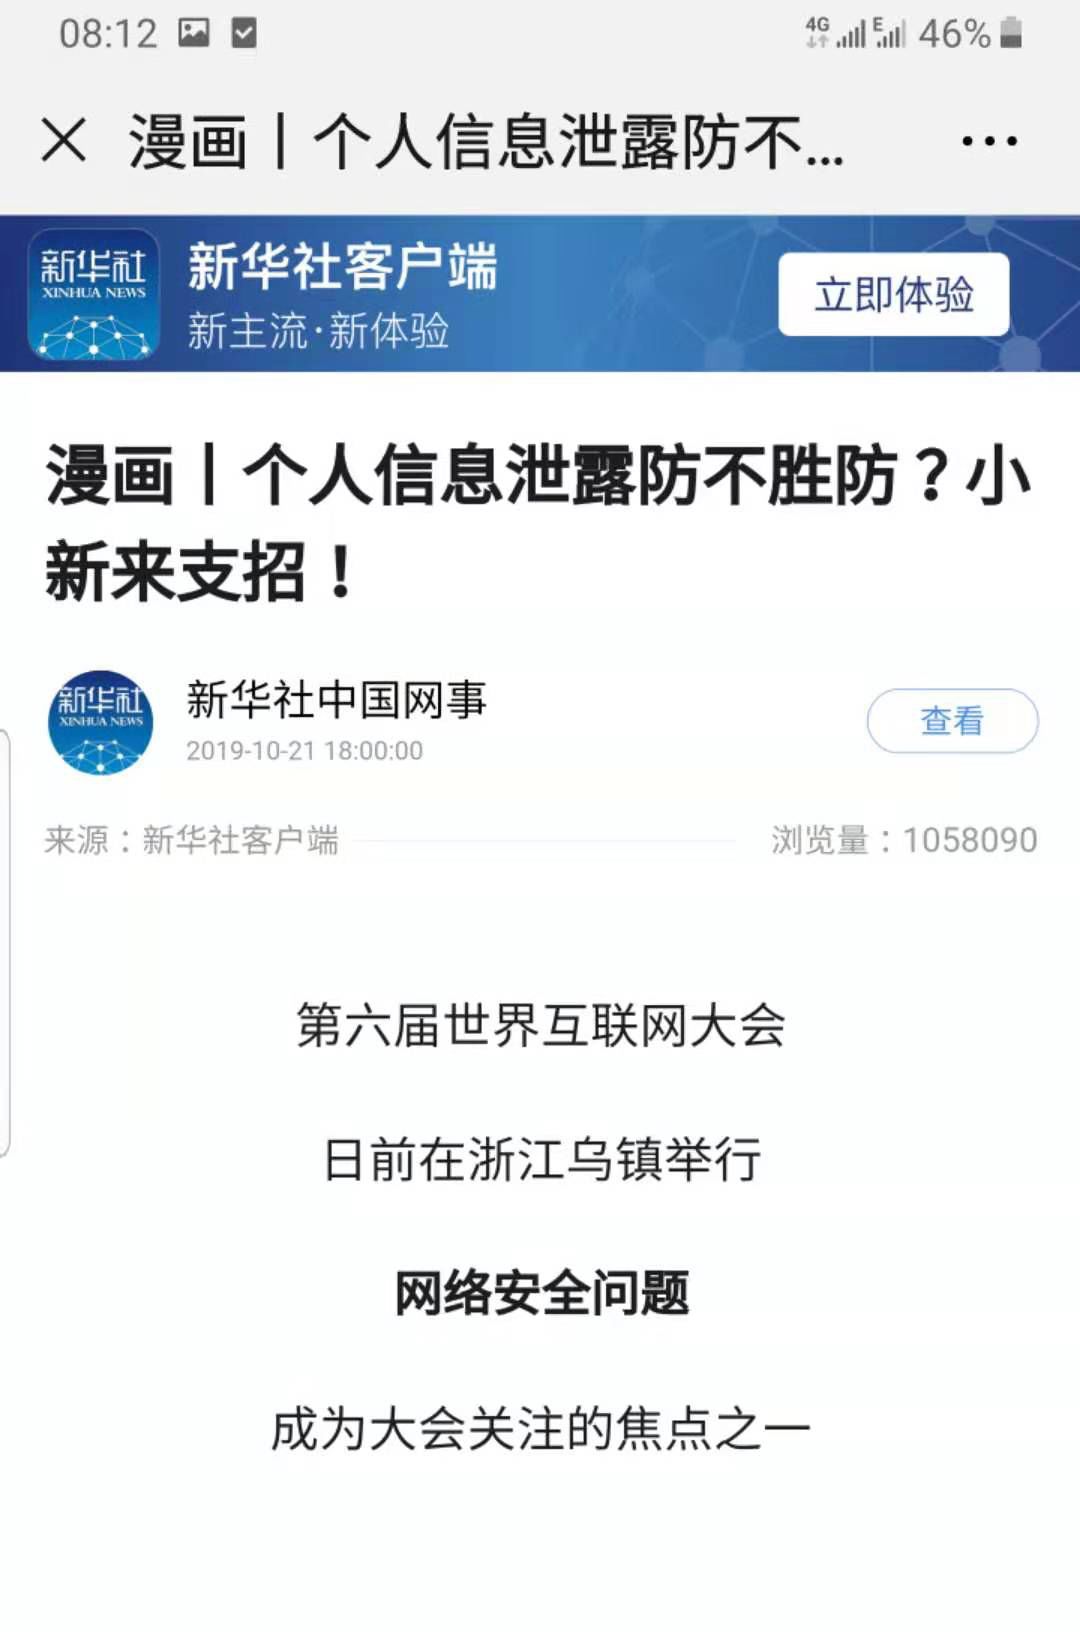 08:12
4G E 46%
漫画丨个人信息泄露防不...
新华社
XINHUA NEWS
新华社客户端
新主流·新体验
立即体验
漫画丨个人信息泄露防不胜防？小
新来支招！
新华社
XINHUA NEWS
新华社中国网事
2019-10-21 18:00:00
查看
来源：新华社客户端
浏览量：1058090
第六届世界互联网大会
日前在浙江乌镇举行
网络安全问题
成为大会关注的焦点之一